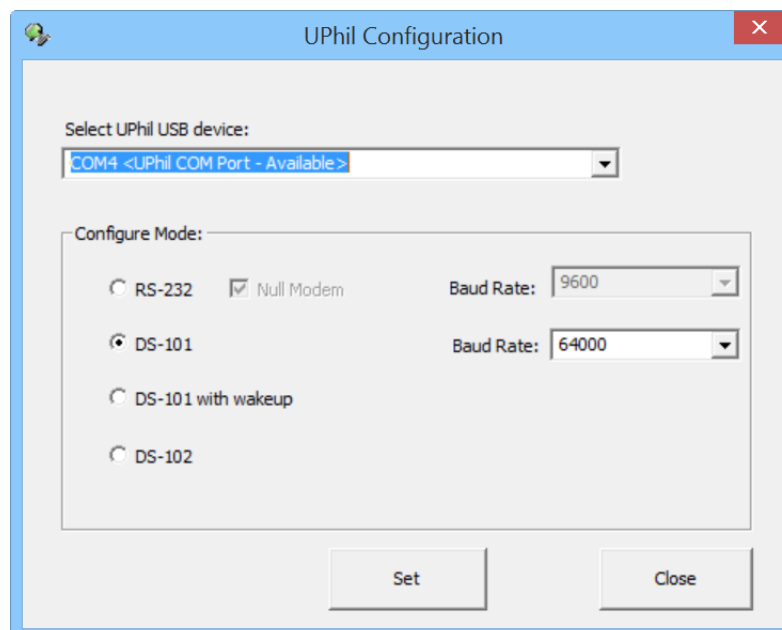 UPhil Configuration
Select UPhil USB device:
COM4 <UPhil COM Port - Available>
Configure Mode:
RS-232 Null Modem Baud Rate: 9600
DS-101 Baud Rate: 64000
DS-101 with wakeup
DS-102
Set Close